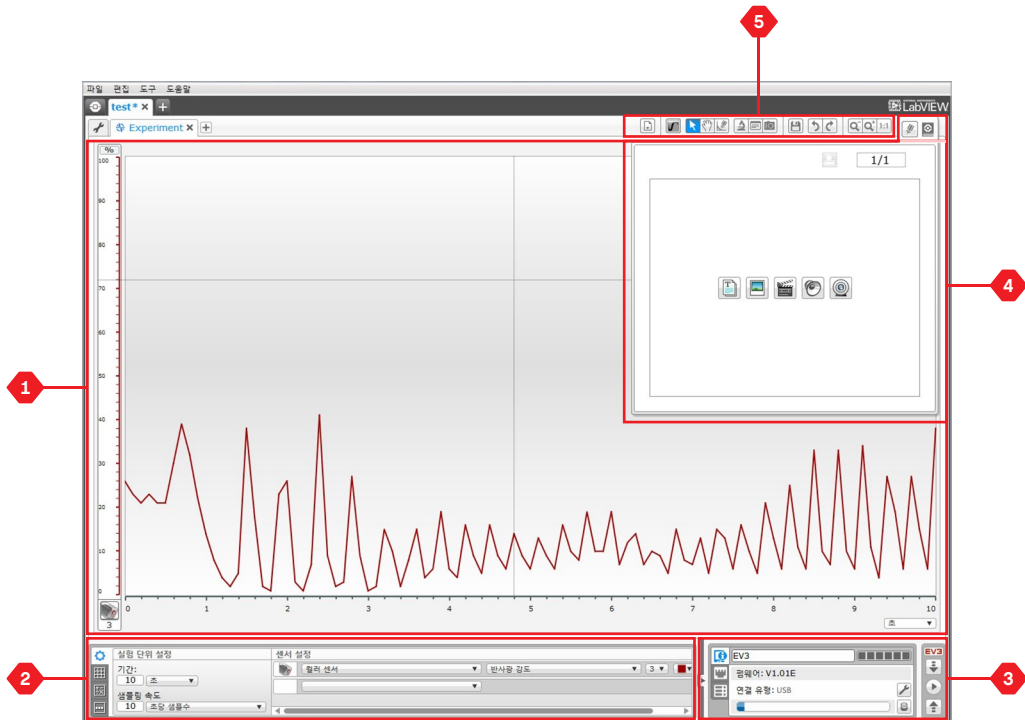 5
파일 편집 도구 도움말
test* ×
LabVIEW
Experiment ×
1:1
%
1/1
100
90
80
70
60
50
40
30
20
10
0
4
1
0 1 2 3 4 5 6 7 8 9 10
3
초
실험 단위 설정
센서 설정
EV3
EV3
기간:
컬러 센서
반사광 강도
3
10 초
펌웨어: V1.01E
2
3
연결 유형: USB
샘플링 속도
10 초당 샘플수